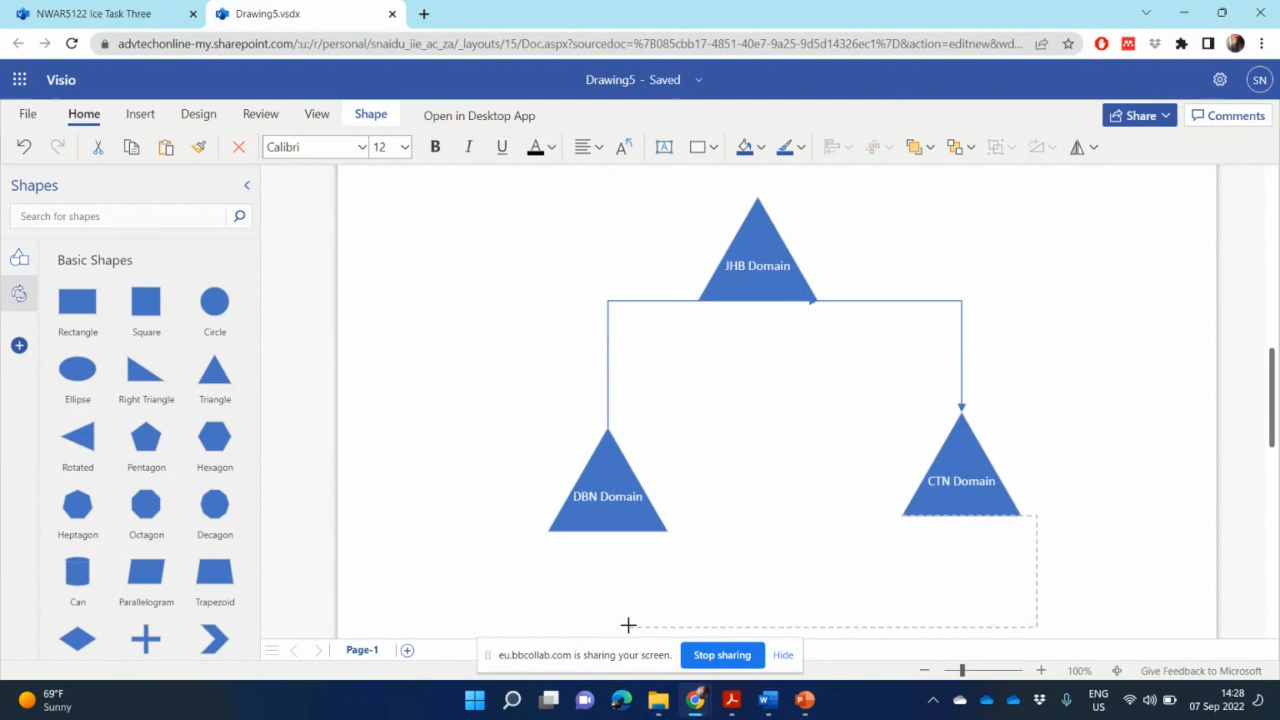 NWAR5122 Ice Task Three
Drawing5.vsdx
advtechonline-my.sharepoint.com/:u:/r/personal/snaidu_iie_ac_za/_layouts/15/Doc.aspx?sourcedoc=%7B085cbb17-4851-40e7-9a25-9d5d14326ec1%7D&action=editnew&wd...
Visio
Drawing5 - Saved
SN
File
Home
Insert
Design
Review
View
Shape
Open in Desktop App
Share
Comments
Calibri
12
B
I
U
A
A
Shapes
Search for shapes
Basic Shapes
Rectangle
Square
Circle
Ellipse
Right Triangle
Triangle
Rotated
Pentagon
Hexagon
Heptagon
Octagon
Decagon
Can
Parallelogram
Trapezoid
JHB Domain
DBN Domain
CTN Domain
Page-1
eu.bbcollab.com is sharing your screen.
Stop sharing
Hide
100%
Give Feedback to Microsoft
69°F
Sunny
ENG
US
14:28
07 Sep 2022